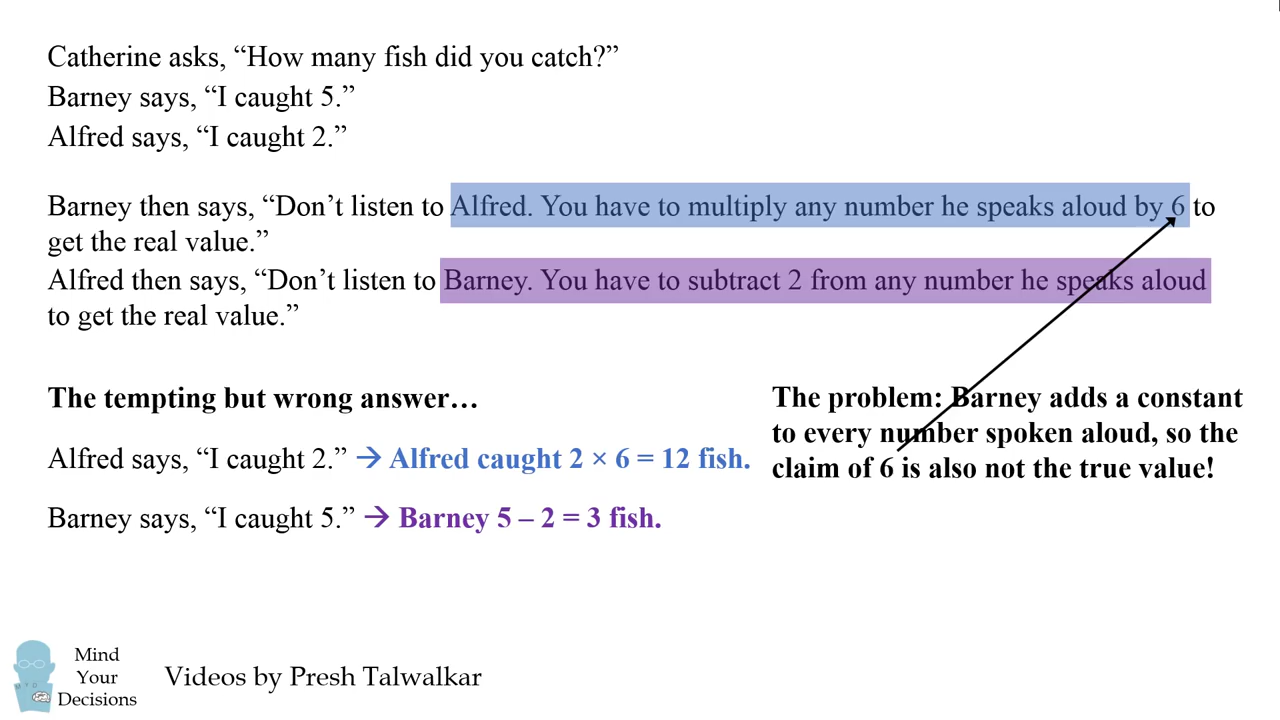 Catherine asks, “How many fish did you catch?”
Barney says, “I caught 5.”
Alfred says, “I caught 2.”
Barney then says, “Don’t listen to Alfred. You have to multiply any number he speaks aloud by 6 to
get the real value.”
Alfred then says, “Don’t listen to Barney. You have to subtract 2 from any number he speaks aloud
to get the real value.”
The tempting but wrong answer…
Alfred says, “I caught 2.” → Alfred caught 2 × 6 = 12 fish.
Barney says, “I caught 5.” → Barney 5 – 2 = 3 fish.
The problem: Barney adds a constant
to every number spoken aloud, so the
claim of 6 is also not the true value!
Mind
Your
Decisions
Videos by Presh Talwalkar